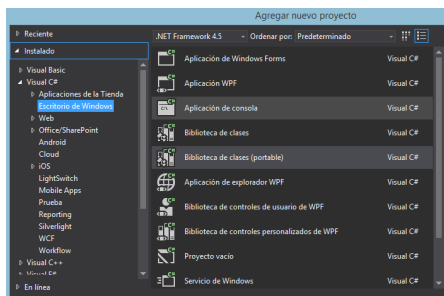 Agregar nuevo proyecto
Reciente
.NET Framework 4.5
Ordenar por: Predeterminado
Instalado
Visual Basic
Visual C#
Aplicaciones de la Tienda
Escritorio de Windows
Web
Office/SharePoint
Android
Cloud
iOS
LightSwitch
Mobile Apps
Prueba
Reporting
Silverlight
WCF
Workflow
Visual C++
Visual F#
En línea
Aplicación de Windows Forms Visual C#
Aplicación WPF Visual C#
Aplicación de consola Visual C#
Biblioteca de clases Visual C#
Biblioteca de clases (portable) Visual C#
Aplicación de explorador WPF Visual C#
Biblioteca de controles de usuario de WPF Visual C#
Biblioteca de controles personalizados de WPF Visual C#
Proyecto vacío Visual C#
Servicio de Windows Visual C#